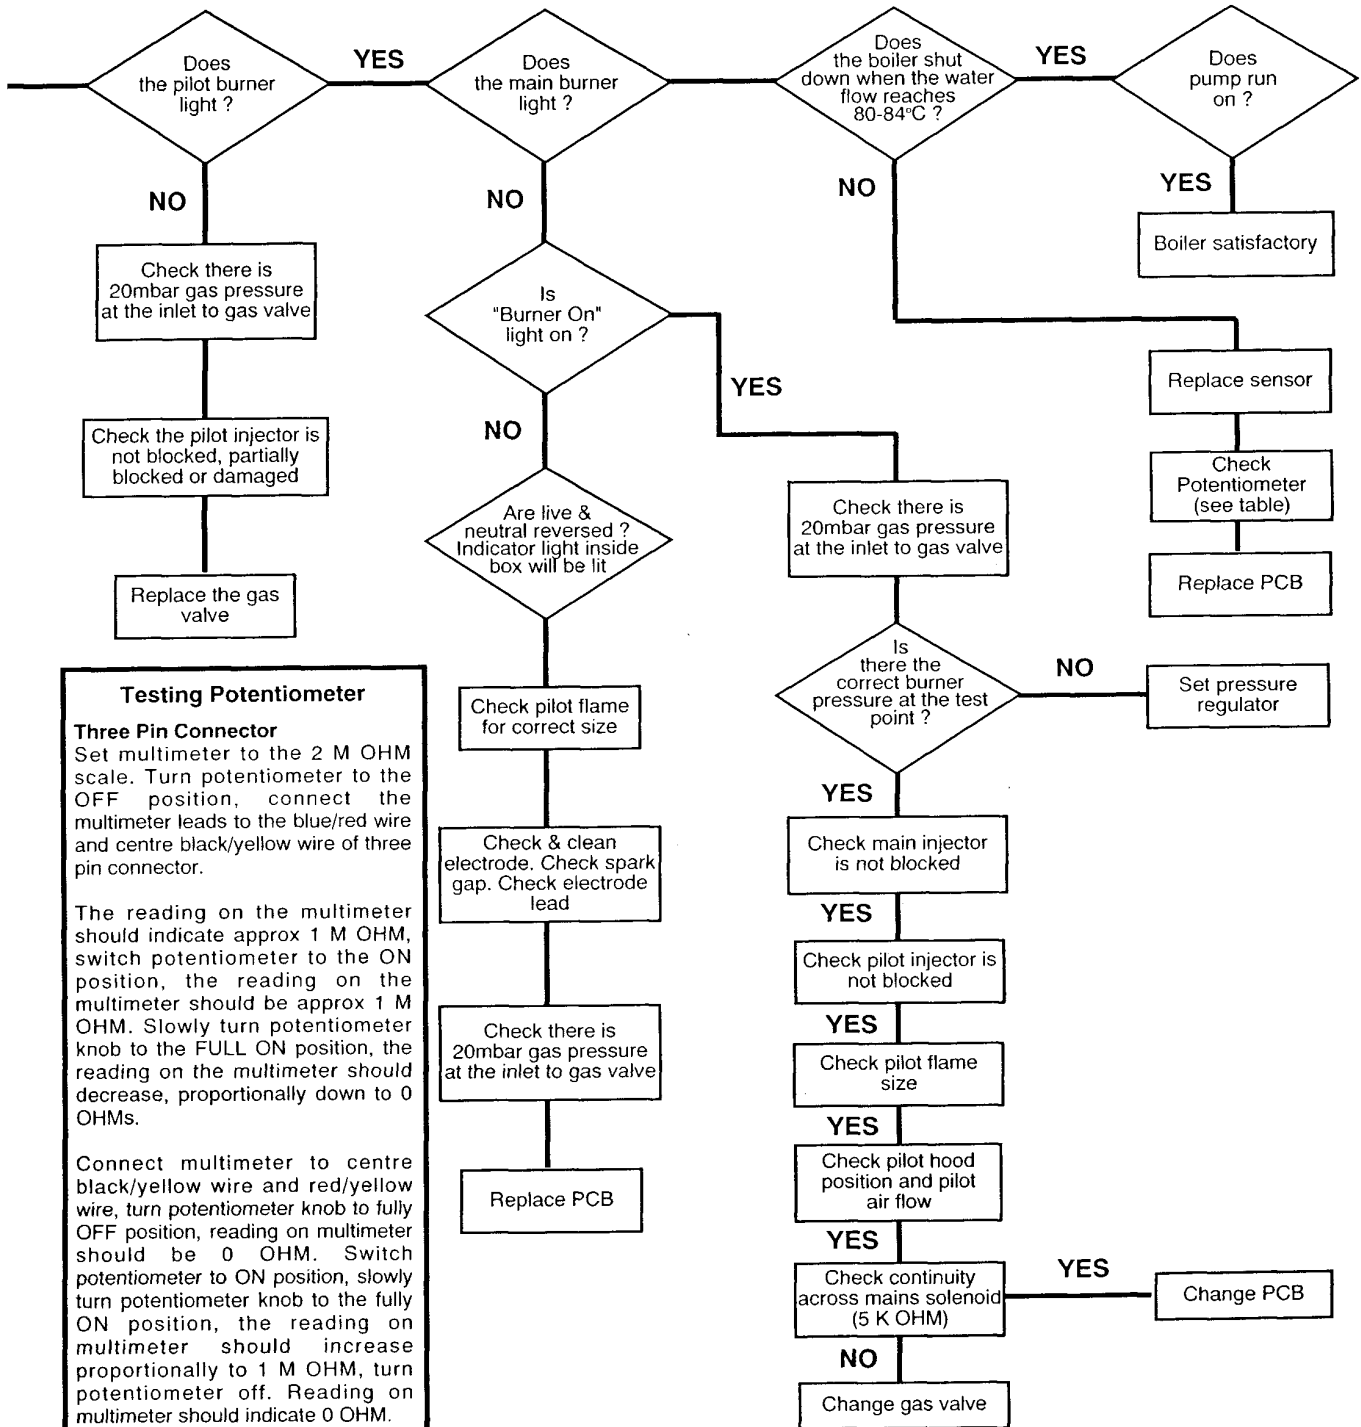 Does
the pilot burner
light ?
YES
Does
the main burner
light ?
Does
the boiler shut
down when the water
flow reaches
80-84°C ?
YES
Does
pump run
on ?
NO
NO
NO
YES
Boiler satisfactory
Check there is
20mbar gas pressure
at the inlet to gas valve
Is
"Burner On"
light on ?
YES
Replace sensor
Check the pilot injector is
not blocked, partially
blocked or damaged
NO
Check
Potentiometer
(see table)
Are live &
neutral reversed ?
Indicator light inside
box will be lit
Check there is
20mbar gas pressure
at the inlet to gas valve
Replace PCB
Replace the gas
valve
Is
there the
correct burner
pressure at the test
point ?
NO
Set pressure
regulator
Testing Potentiometer
Three Pin Connector
Set multimeter to the 2 M OHM
scale. Turn potentiometer to the
OFF position, connect the
multimeter leads to the blue/red wire
and centre black/yellow wire of three
pin connector.
The reading on the multimeter
should indicate approx 1 M OHM,
switch potentiometer to the ON
position, the reading on the
multimeter should be approx 1 M
OHM. Slowly turn potentiometer
knob to the FULL ON position, the
reading on the multimeter should
decrease, proportionally down to 0
OHMs.
Connect multimeter to centre
black/yellow wire and red/yellow
wire, turn potentiometer knob to fully
OFF position, reading on multimeter
should be 0 OHM. Switch
potentiometer to ON position, slowly
turn potentiometer knob to the fully
ON position, the reading on
multimeter should increase
proportionally to 1 M OHM, turn
potentiometer off. Reading on
multimeter should indicate 0 OHM.
Check pilot flame
for correct size
Check & clean
electrode. Check spark
gap. Check electrode
lead
Check there is
20mbar gas pressure
at the inlet to gas valve
Replace PCB
YES
Check main injector
is not blocked
YES
Check pilot injector is
not blocked
YES
Check pilot flame
size
YES
Check pilot hood
position and pilot
air flow
YES
Check continuity
across mains solenoid
(5 K OHM)
YES
Change PCB
NO
Change gas valve